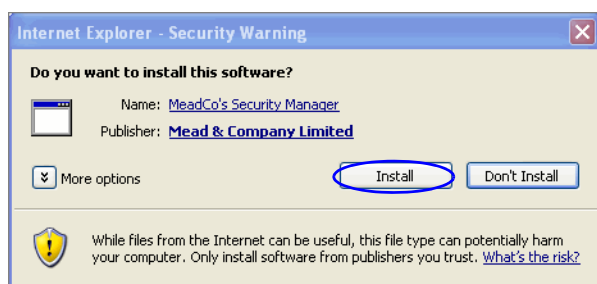 Internet Explorer - Security Warning
Do you want to install this software?
Name: MeadCo's Security Manager
Publisher: Mead & Company Limited
More options
Install
Don't Install
While files from the Internet can be useful, this file type can potentially harm
your computer. Only install software from publishers you trust. What's the risk?